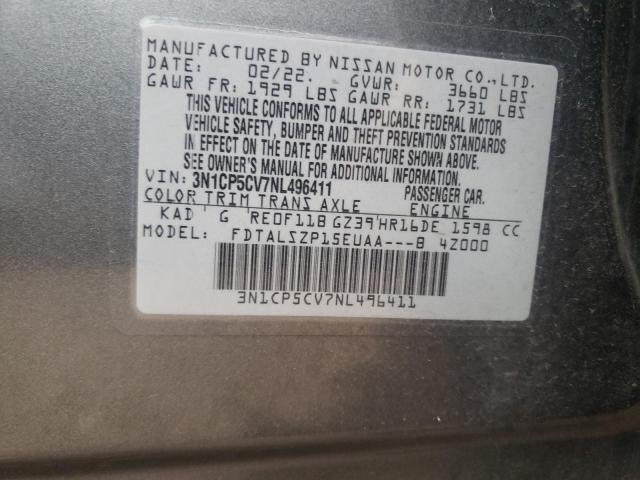 MANUFACTURED BY NISSAN MOTOR CO., LTD.
DATE: 02/22. GVWR: 3660 LBS
GAWR FR: 1929 LBS GAWR RR: 1731 LBS
THIS VEHICLE CONFORMS TO ALL APPLICABLE FEDERAL MOTOR
VEHICLE SAFETY, BUMPER AND THEFT PREVENTION STANDARDS
IN EFFECT ON THE DATE OF MANUFACTURE SHOWN ABOVE.
SEE OWNER'S MANUAL FOR ADDITIONAL INFORMATION.
VIN: 3N1CP5CV7NL496411 PASSENGER CAR.
COLOR TRIM TRANS AXLE ENGINE
KAD G RE0F11B GZ39 HR16DE 1598 CC
MODEL: FDTALSZP15EUAA---B 4Z000
3N1CP5CV7NL496411